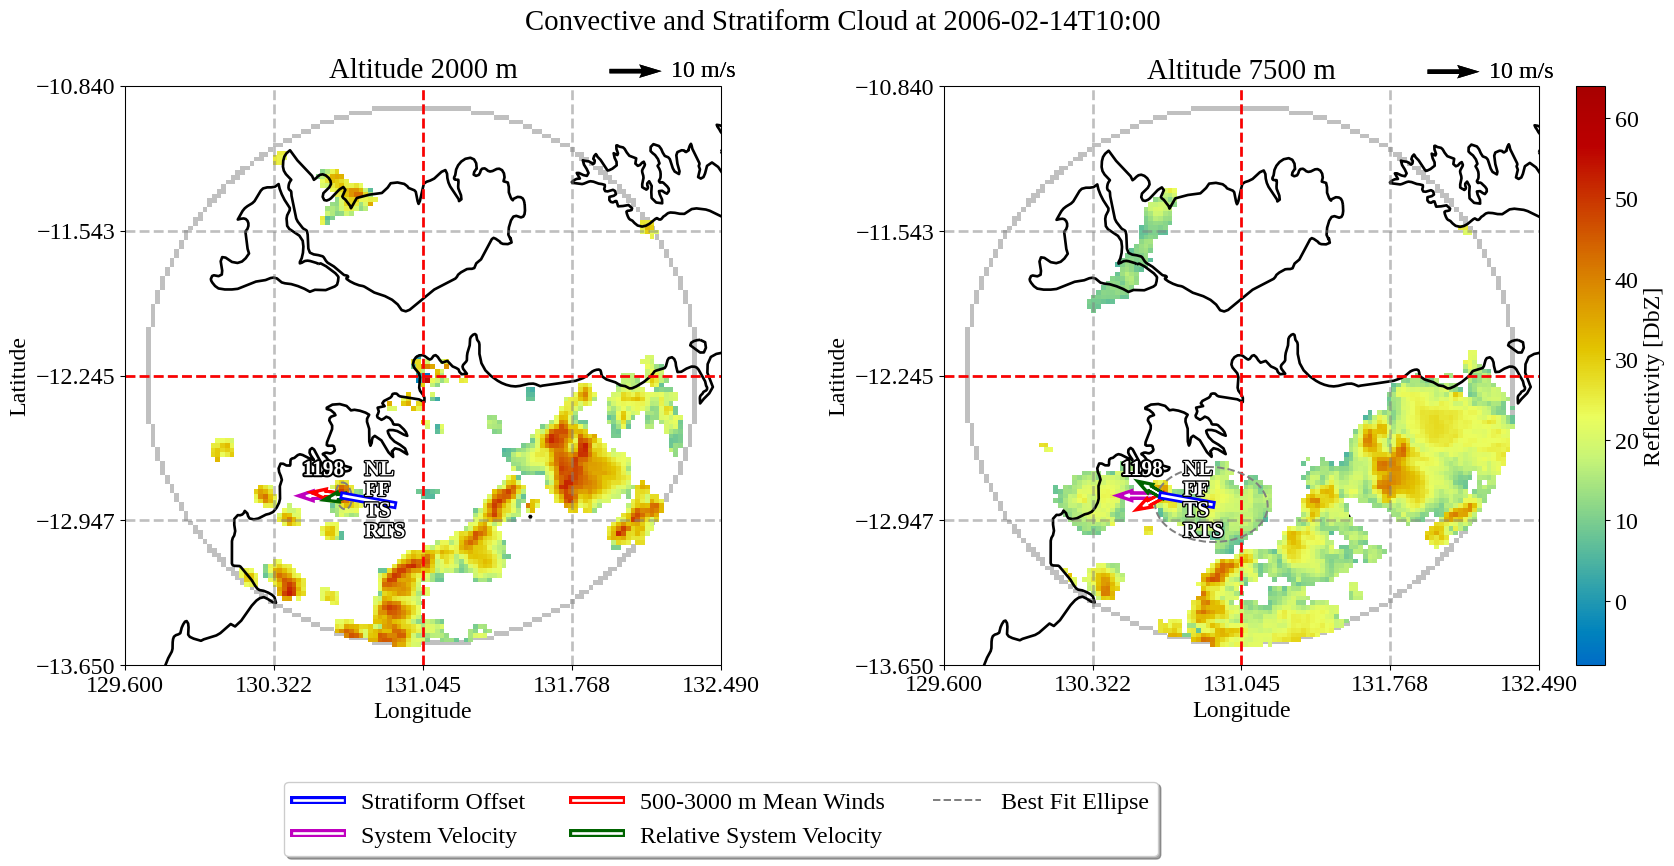 Convective and Stratiform Cloud at 2006-02-14T10:00
Altitude 2000 m
10 m/s
−10.840
−11.543
−12.245
−12.947
−13.650
Latitude
129.600
130.322
131.045
131.768
132.490
Longitude
1198
NL
FF
TS
RTS
Altitude 7500 m
10 m/s
−10.840
−11.543
−12.245
−12.947
−13.650
Latitude
129.600
130.322
131.045
131.768
132.490
Longitude
1198
NL
FF
TS
RTS
60
50
40
30
20
10
0
Reflectivity [DbZ]
Stratiform Offset
System Velocity
500-3000 m Mean Winds
Relative System Velocity
Best Fit Ellipse